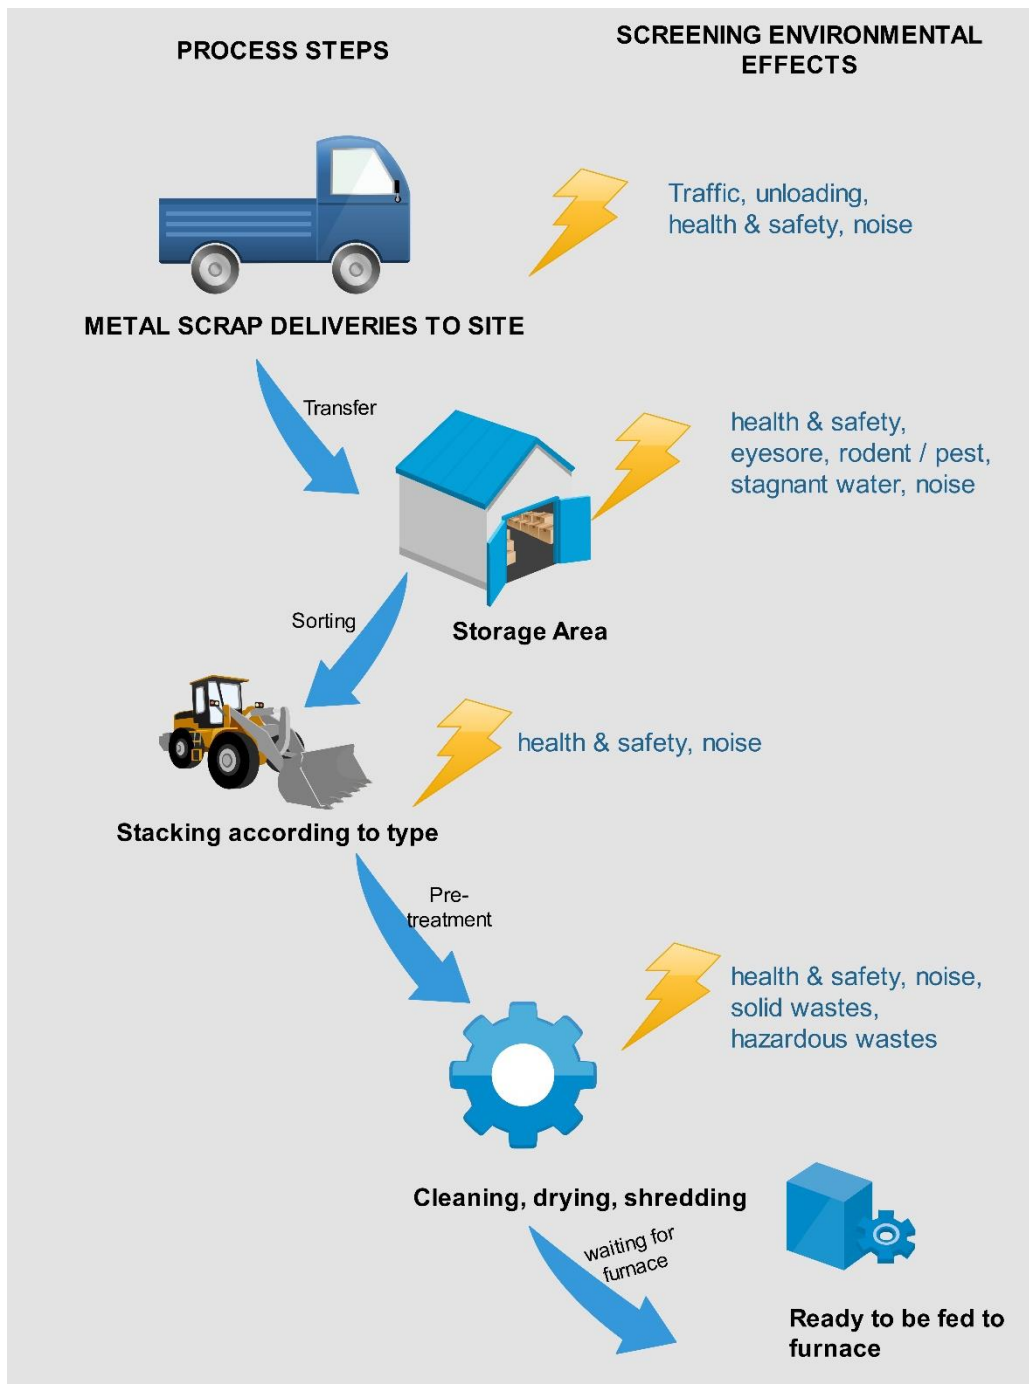 PROCESS STEPS
SCREENING ENVIRONMENTAL
EFFECTS
Traffic, unloading,
health & safety, noise
METAL SCRAP DELIVERIES TO SITE
Transfer
health & safety,
eyesore, rodent / pest,
stagnant water, noise
Sorting
Storage Area
health & safety, noise
Stacking according to type
Pre-
treatment
health & safety, noise,
solid wastes,
hazardous wastes
Cleaning, drying, shredding
waiting for
furnace
Ready to be fed to
furnace